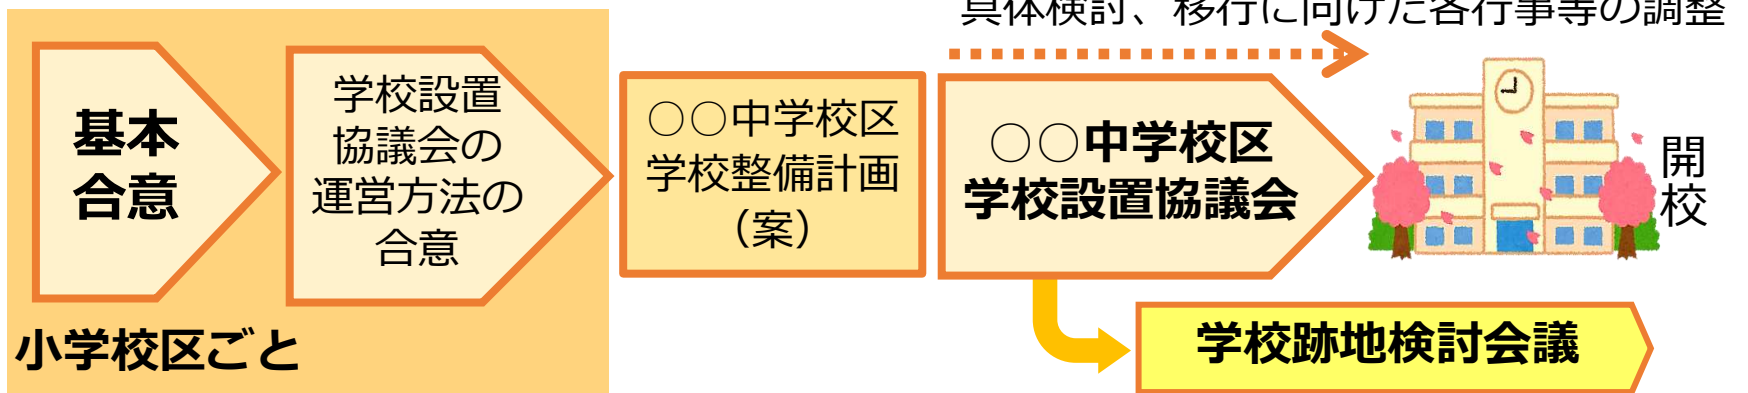 具体検討、移行に向けた各行事等の調整
基本
合意
学校設置
協議会の
運営方法の
合意
小学校区ごと
○○中学校区
学校整備計画
（案）
○○中学校区
学校設置協議会
開校
学校跡地検討会議